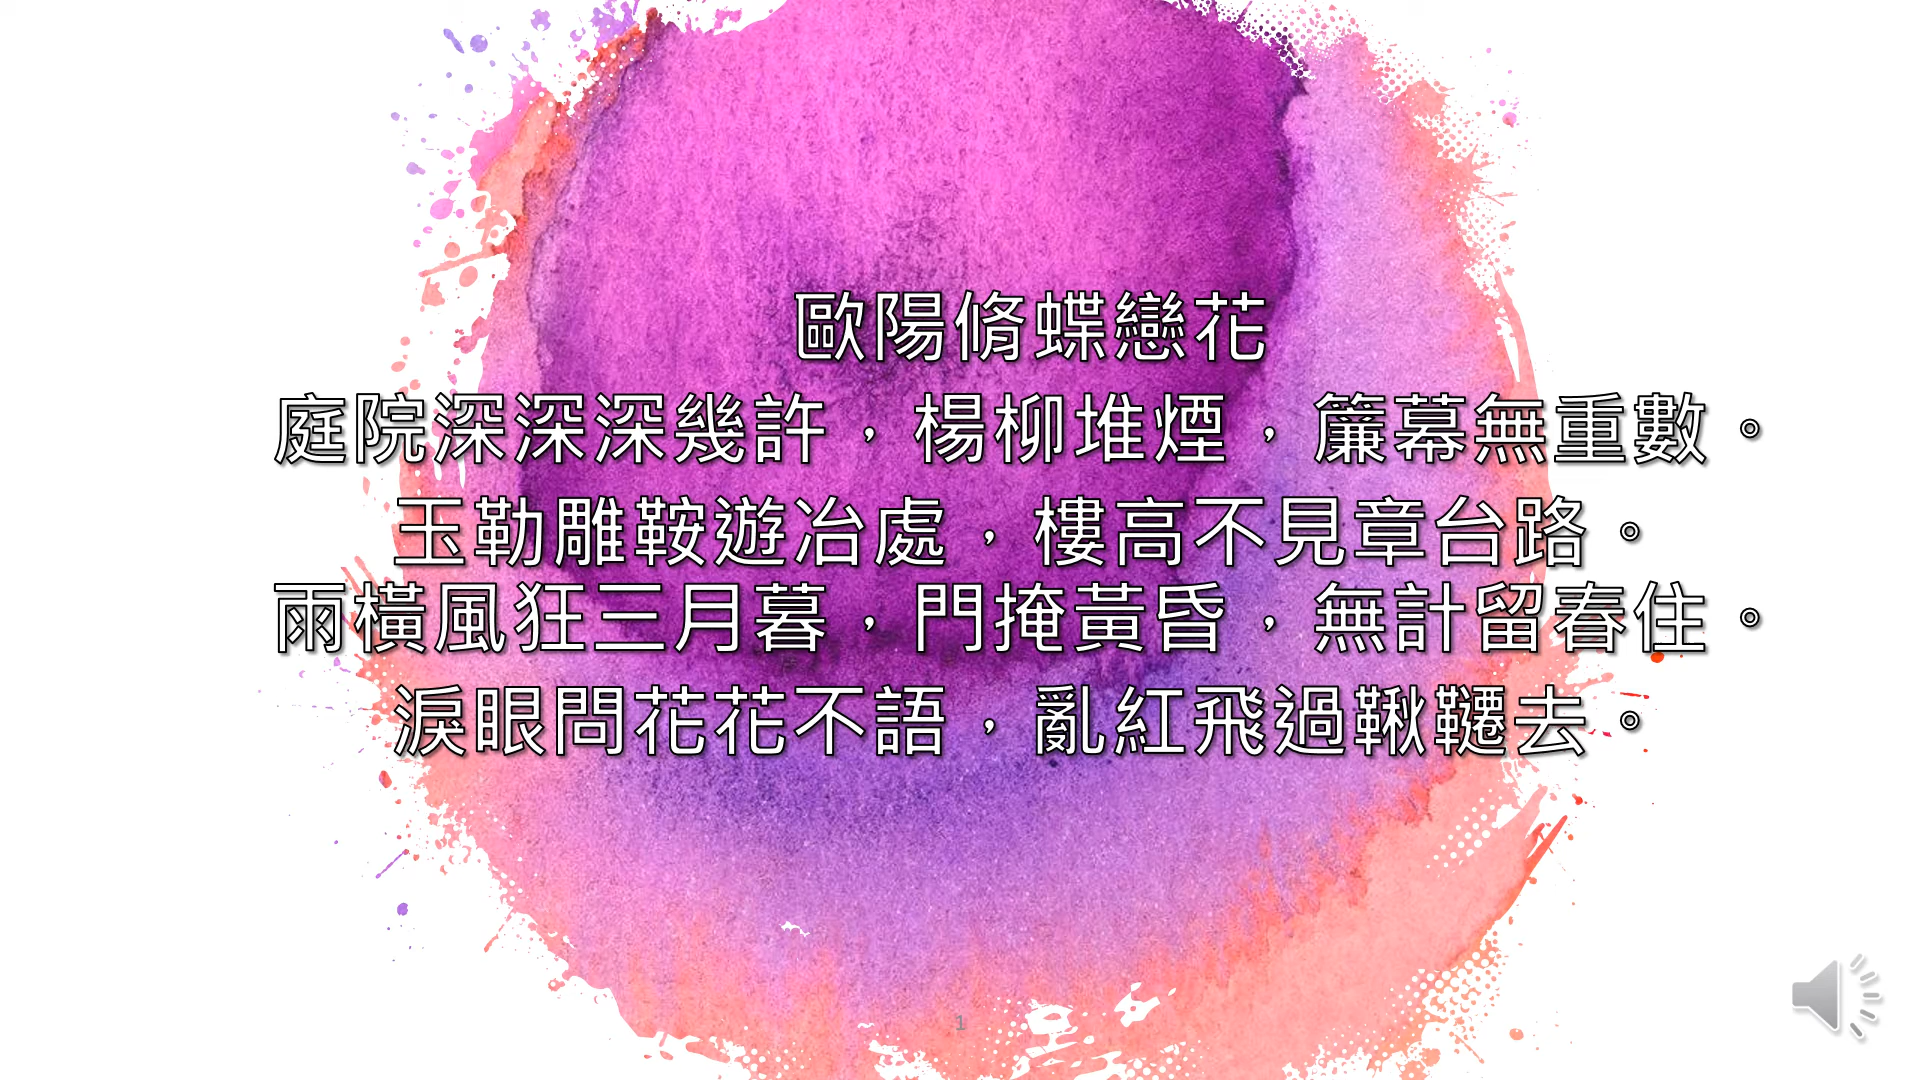 歐陽脩蝶戀花
庭院深深深幾許，楊柳堆煙，簾幕無重數。
玉勒雕鞍遊冶處，樓高不見章台路。
雨橫風狂三月暮，門掩黃昏，無計留春住。
淚眼問花花不語，亂紅飛過鞦韆去。
1